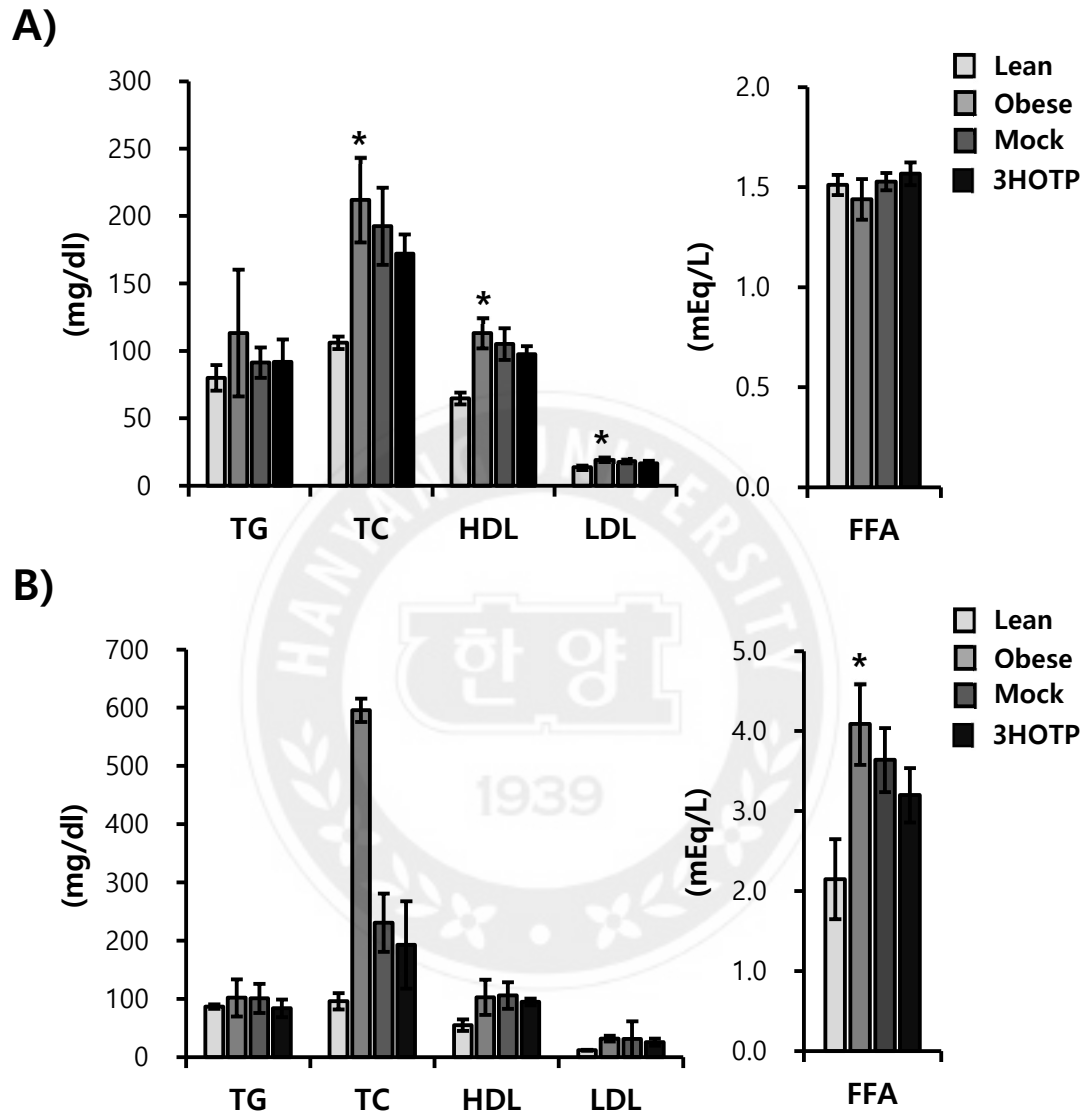 A)
300
250
200
150
100
50
0
(mg/dl)
*
*
*
TG TC HDL LDL
2.0
1.5
1.0
0.5
0.0
(mEq/L)
FFA
Lean
Obese
Mock
3HOTP
HANYANG UNIVERSITY
한양
1939
B)
700
600
500
400
300
200
100
0
(mg/dl)
TG TC HDL LDL
5.0
4.0
3.0
2.0
1.0
0.0
(mEq/L)
*
FFA
Lean
Obese
Mock
3HOTP